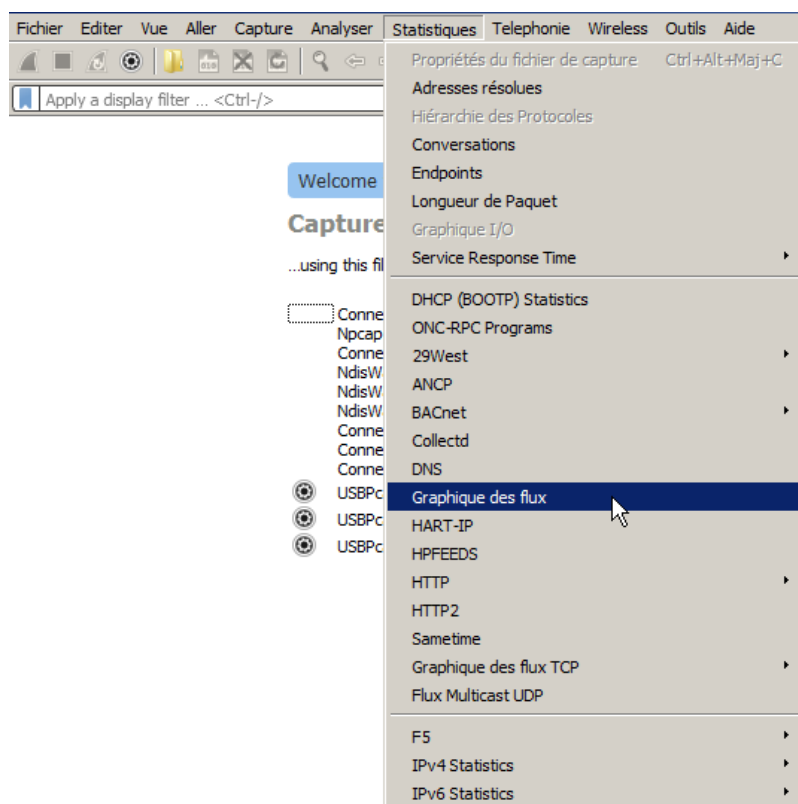 Fichier Editer Vue Aller Capture Analyser Statistiques Telephonie Wireless Outils Aide
Apply a display filter ... <Ctrl-/>
Welcome
Capture
...using this fil
Conne
Npcap
Conne
NdisW
NdisW
NdisW
Conne
Conne
Conne
USBPc
USBPc
USBPc
Propriétés du fichier de capture Ctrl+Alt+Maj+C
Adresses résolues
Hiérarchie des Protocoles
Conversations
Endpoints
Longueur de Paquet
Graphique I/O
Service Response Time
DHCP (BOOTP) Statistics
ONC-RPC Programs
29West
ANCP
BACnet
Collectd
DNS
Graphique des flux
HART-IP
HPFEEDS
HTTP
HTTP2
Sametime
Graphique des flux TCP
Flux Multicast UDP
F5
IPv4 Statistics
IPv6 Statistics